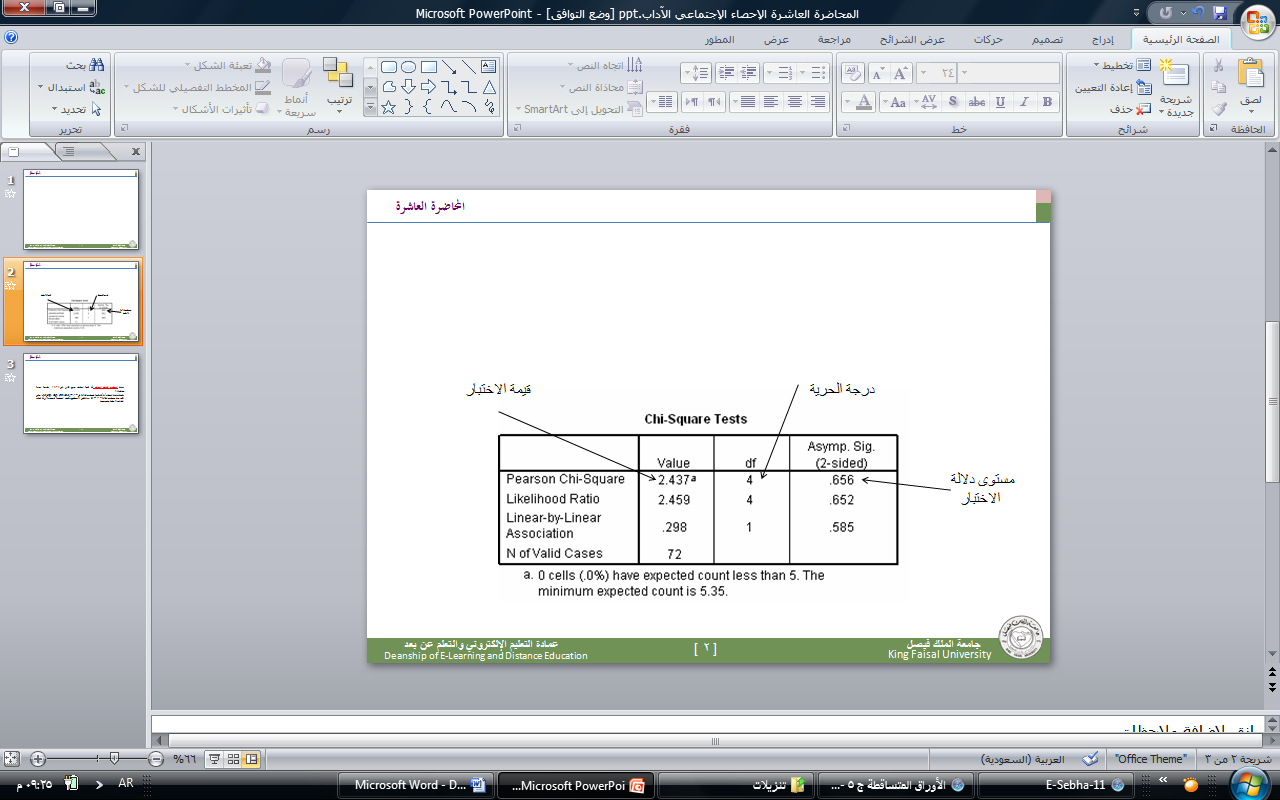 المحاضرة العاشرة الإحصاء الإجتماعي الآداب.ppt [وضع التوافق] - Microsoft PowerPoint
الصفحة الرئيسية
إدراج
تصميم
حركات
عرض الشرائح
مراجعة
عرض
المطور
لصق
الحافظة
شريحة جديدة
تخطيط
إعادة التعيين
حذف
شرائح
٢٤
خط
اتجاه النص
محاذاة النص
التحويل إلى SmartArt
فقرة
ترتيب
أنماط سريعة
تعبئة الشكل
المخطط التفصيلي للشكل
تأثيرات الأشكال
رسم
بحث
استبدال
تحديد
تحرير
1
2
3
المحاضرة العاشرة
قيمة الاختبار
درجة الحرية
Chi-Square Tests
Value df Asymp. Sig. (2-sided)
Pearson Chi-Square 2.437a 4 .656
Likelihood Ratio 2.459 4 .652
Linear-by-Linear Association .298 1 .585
N of Valid Cases 72
مستوى دلالة
الاختبار
a. 0 cells (.0%) have expected count less than 5. The
minimum expected count is 5.35.
عمادة التعليم الإلكتروني والتعلم عن بعد
Deanship of E-Learning and Distance Education
[ ٢ ]
جامعة الملك فيصل
King Faisal University
شريحة ٢ من ٣
"Office Theme"
العربية (السعودية)
٦٦%
E-Sebha-11
الأوراق المتساقطة ج ٥ -...
تنزيلات
Microsoft PowerPoi...
Microsoft Word - D...
AR
٠٩:٢٥ م